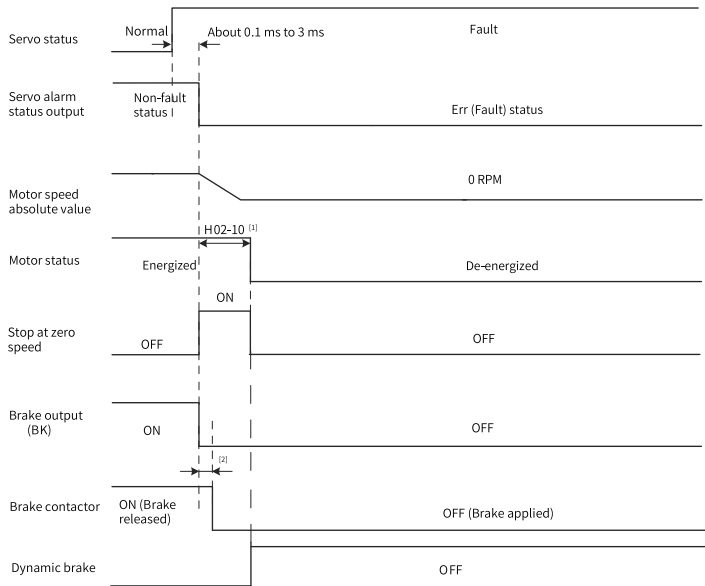 Servo status
Normal
About 0.1 ms to 3 ms
Fault
Servo alarm
status output
Non-fault
status
Err (Fault) status
Motor speed
absolute value
0 RPM
H02-10 [1]
Motor status
Energized
De-energized
ON
Stop at zero
speed
OFF
OFF
Brake output
(BK)
ON
OFF
[2]
Brake contactor
ON (Brake
released)
OFF (Brake applied)
Dynamic brake
OFF